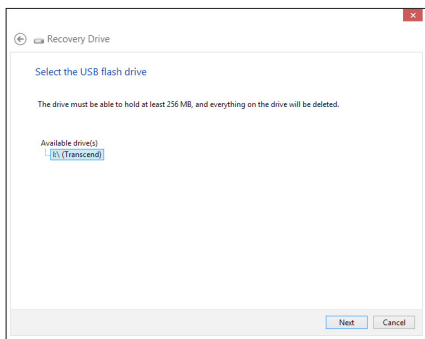 Recovery Drive
Select the USB flash drive
The drive must be able to hold at least 256 MB, and everything on the drive will be deleted.
Available drive(s)
I:\ (Transcend)
Next Cancel